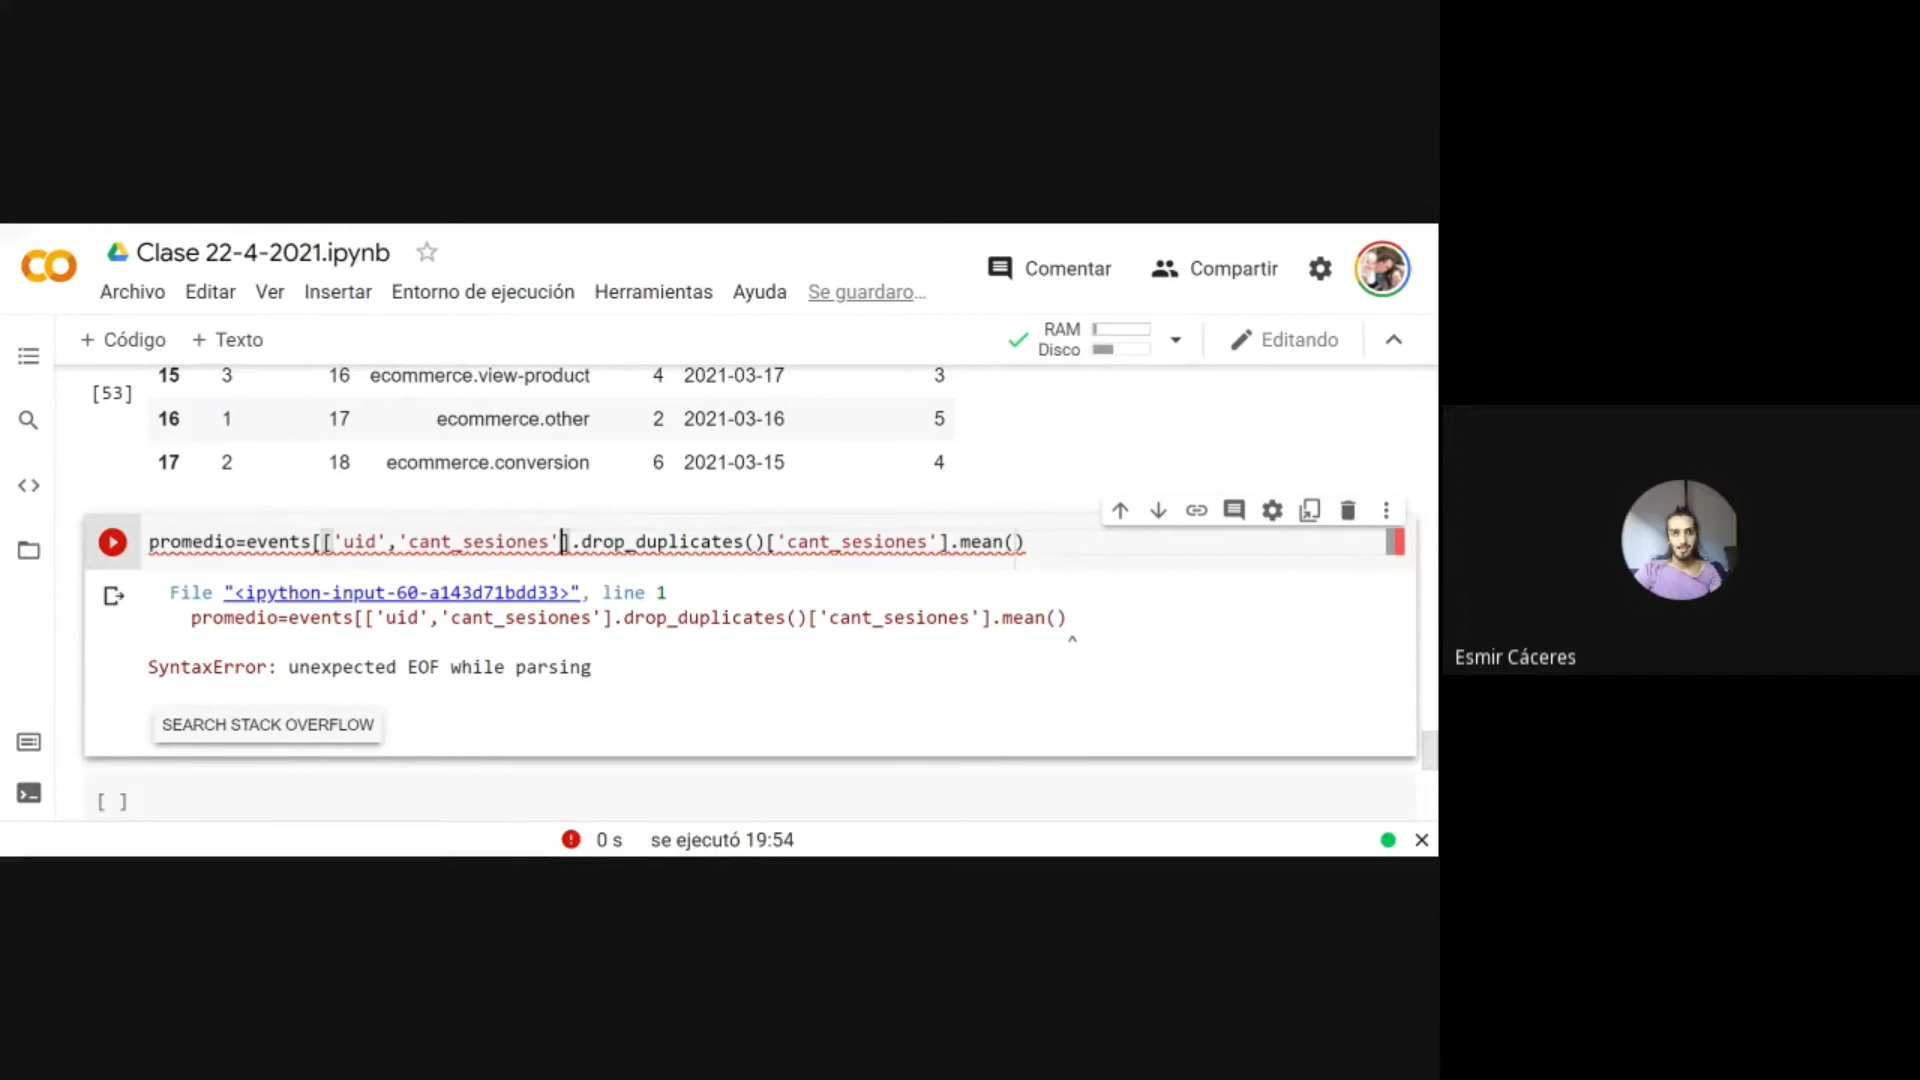 Clase 22-4-2021.ipynb
Comentar
Compartir
Archivo Editar Ver Insertar Entorno de ejecución Herramientas Ayuda Se guardaro...
+ Código + Texto
RAM
Disco
Editando
[53]
15 3 16 ecommerce.view-product 4 2021-03-17 3
16 1 17 ecommerce.other 2 2021-03-16 5
17 2 18 ecommerce.conversion 6 2021-03-15 4
promedio=events[['uid','cant_sesiones'].drop_duplicates()['cant_sesiones'].mean()
File "<ipython-input-60-a143d71bdd33>", line 1
promedio=events[['uid','cant_sesiones'].drop_duplicates()['cant_sesiones'].mean()
^
SyntaxError: unexpected EOF while parsing
SEARCH STACK OVERFLOW
[ ]
0 s se ejecutó 19:54
Esmir Cáceres